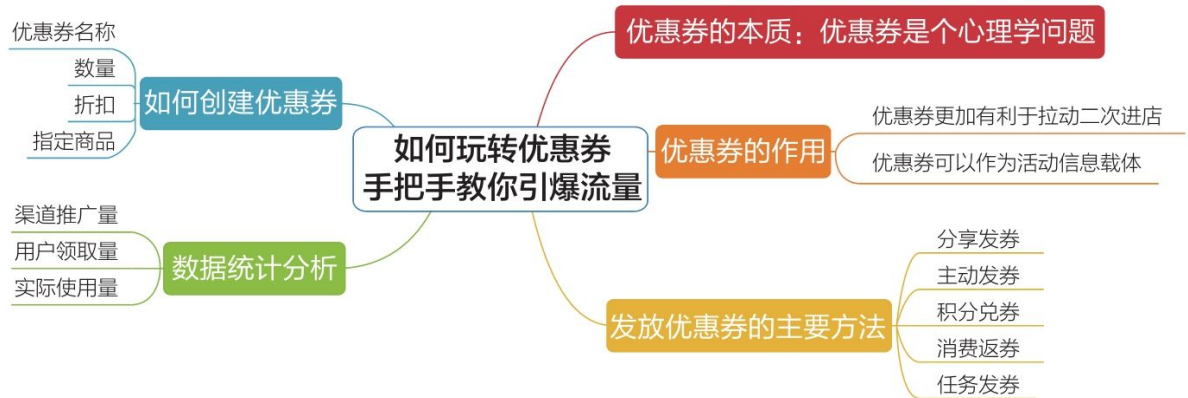 如何玩转优惠券
手把手教你引爆流量
优惠券的本质：优惠券是个心理学问题
优惠券的作用
优惠券更加有利于拉动二次进店
优惠券可以作为活动信息载体
发放优惠券的主要方法
分享发券
主动发券
积分兑券
消费返券
任务发券
如何创建优惠券
优惠券名称
数量
折扣
指定商品
数据统计分析
渠道推广量
用户领取量
实际使用量